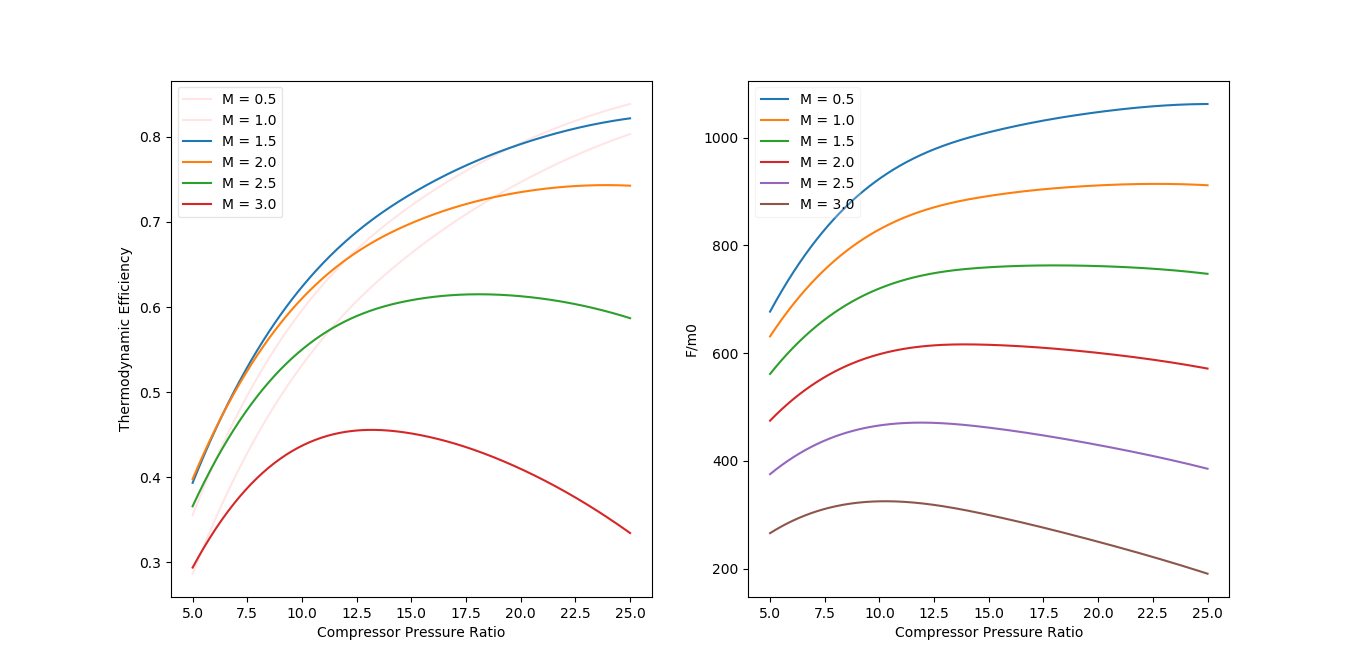 M = 0.5
M = 1.0
M = 1.5
M = 2.0
M = 2.5
M = 3.0
0.8
0.7
0.6
0.5
0.4
0.3
Thermodynamic Efficiency
5.0 7.5 10.0 12.5 15.0 17.5 20.0 22.5 25.0
Compressor Pressure Ratio
M = 0.5
M = 1.0
M = 1.5
M = 2.0
M = 2.5
M = 3.0
1000
800
600
400
200
F/m0
5.0 7.5 10.0 12.5 15.0 17.5 20.0 22.5 25.0
Compressor Pressure Ratio